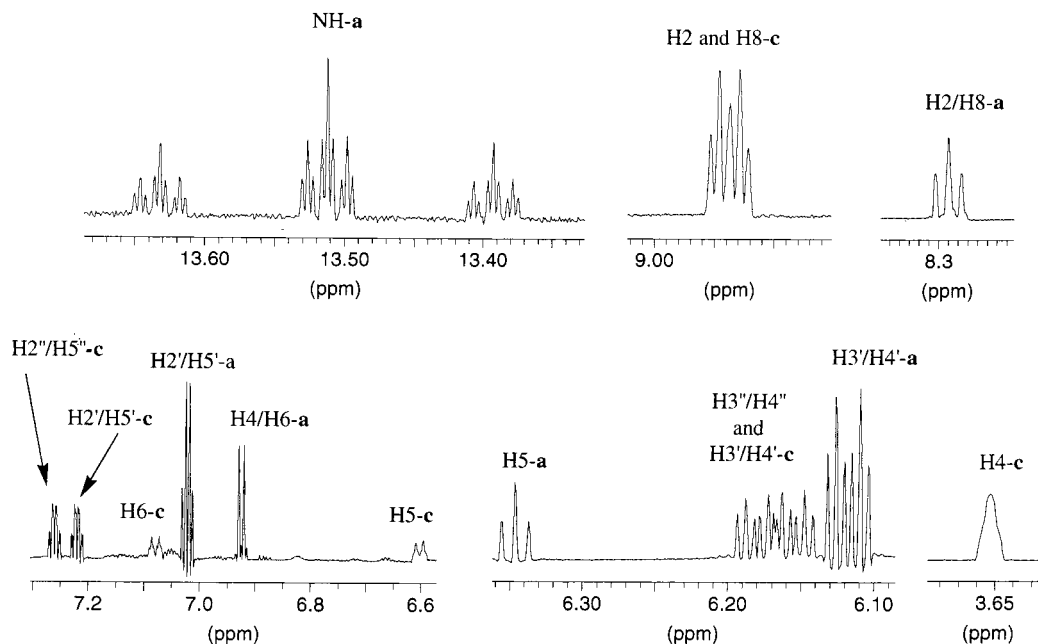 NH-a
H2 and H8-c
H2/H8-a
13.60
13.50
13.40
(ppm)
9.00
(ppm)
8.3
(ppm)
H2"/H5"-c
H2'/H5'-c
H6-c
H2'/H5'-a
H4/H6-a
H5-c
H5-a
H3"/H4"
and
H3'/H4'-c
H3'/H4'-a
H4-c
7.2
7.0
6.8
6.6
(ppm)
6.30
6.20
6.10
(ppm)
3.65
(ppm)